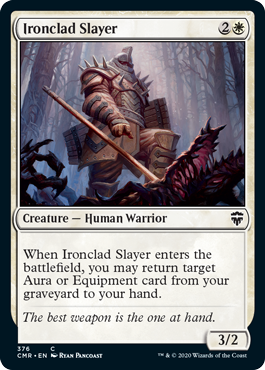 Ironclad Slayer 2
Creature — Human Warrior
When Ironclad Slayer enters the
battlefield, you may return target
Aura or Equipment card from your
graveyard to your hand.
The best weapon is the one at hand.
3/2
376 C
CMR • EN Ryan Pancoast ™ & © 2020 Wizards of the Coast